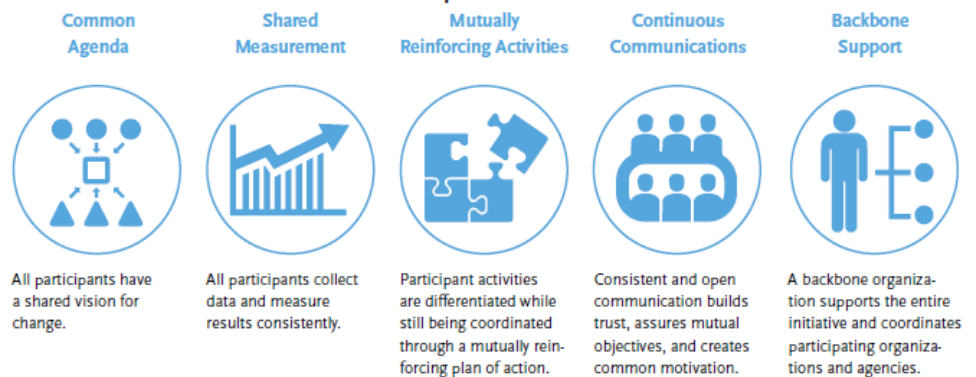 Common
Agenda
Shared
Measurement
Mutually
Reinforcing Activities
Continuous
Communications
Backbone
Support
All participants have
a shared vision for
change.
All participants collect
data and measure
results consistently.
Participant activities
are differentiated while
still being coordinated
through a mutually rein-
forcing plan of action.
Consistent and open
communication builds
trust, assures mutual
objectives, and creates
common motivation.
A backbone organiza-
tion supports the entire
initiative and coordinates
participating organiza-
tions and agencies.